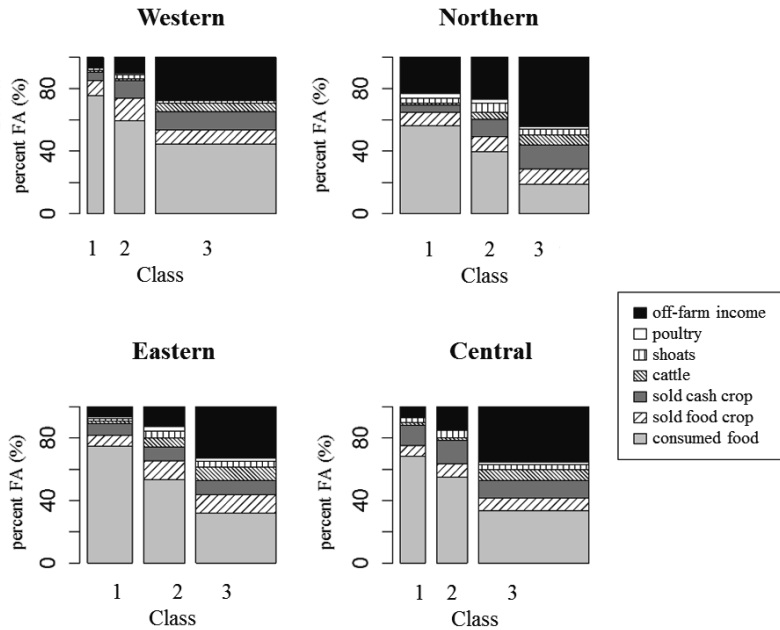 Western
percent FA (%)
80
40
0
1 2 3
Class
Northern
percent FA (%)
80
40
0
1 2 3
Class
Eastern
percent FA (%)
80
40
0
1 2 3
Class
Central
percent FA (%)
80
40
0
1 2 3
Class
off-farm income
poultry
shoats
cattle
sold cash crop
sold food crop
consumed food